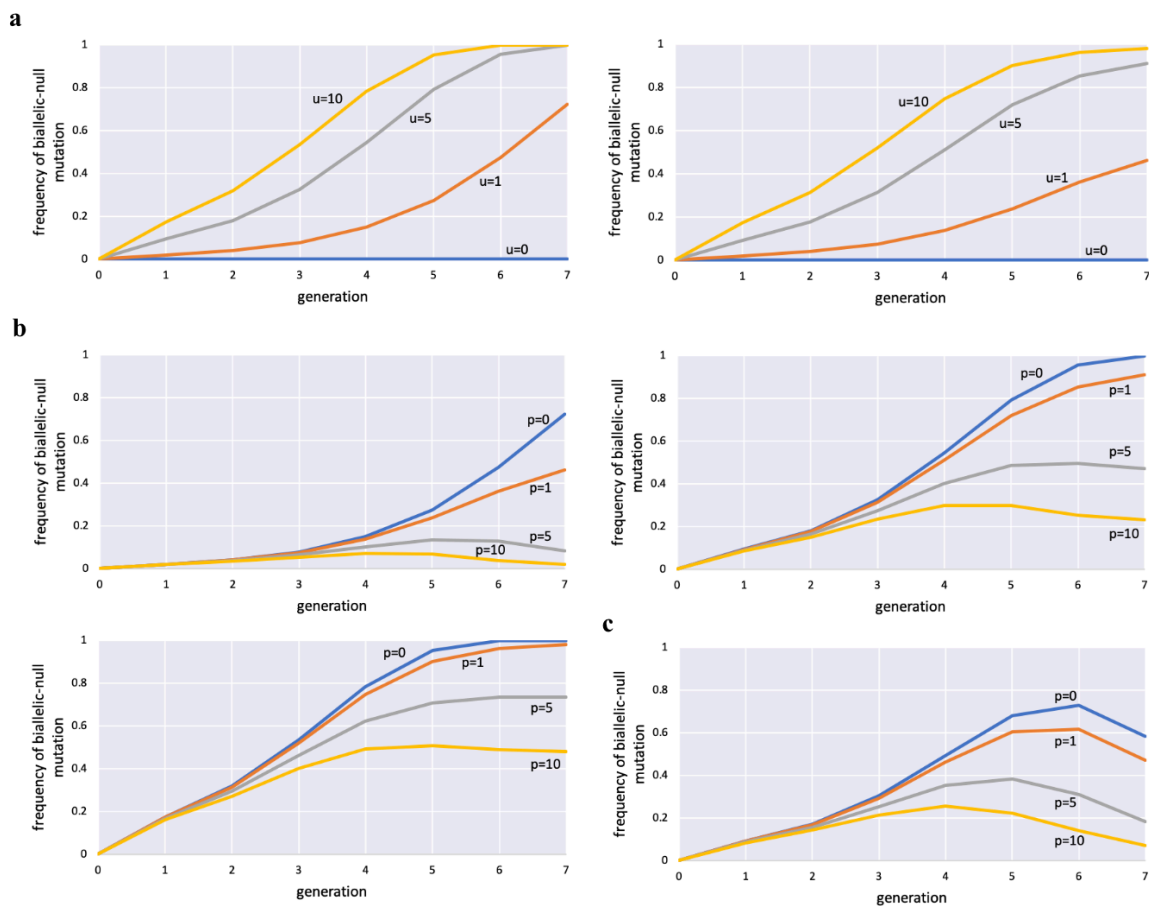 a
1
0.8
0.6
0.4
0.2
0
frequency of biallelic-null
mutation
u=10
u=5
u=1
u=0
0 1 2 3 4 5 6 7
generation
1
0.8
0.6
0.4
0.2
0
frequency of biallelic-null
mutation
u=10
u=5
u=1
u=0
0 1 2 3 4 5 6 7
generation
b
1
0.8
0.6
0.4
0.2
0
frequency of biallelic-null
mutation
p=0
p=1
p=5
p=10
0 1 2 3 4 5 6 7
generation
1
0.8
0.6
0.4
0.2
0
frequency of biallelic-null
mutation
p=0
p=1
p=5
p=10
0 1 2 3 4 5 6 7
generation
1
0.8
0.6
0.4
0.2
0
frequency of biallelic-null
mutation
p=0
p=1
p=5
p=10
0 1 2 3 4 5 6 7
generation
c
1
0.8
0.6
0.4
0.2
0
frequency of biallelic-null
mutation
p=0
p=1
p=5
p=10
0 1 2 3 4 5 6 7
generation